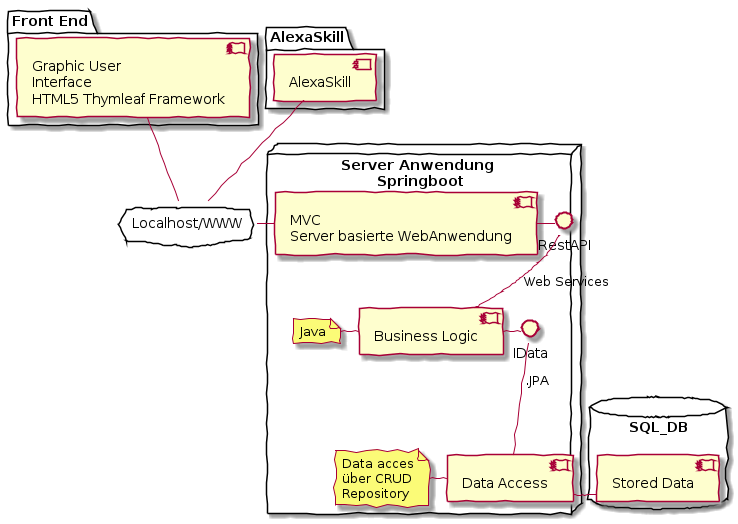 Front End
Graphic User
Interface
HTML5 Thymleaf Framework
AlexaSkill
AlexaSkill
Server Anwendung
Springboot
Localhost/WWW
MVC
Server basierte WebAnwendung
RestAPI
Web Services
Java
Business Logic
IData
.JPA
SQL_DB
Data acces
über CRUD
Repository
Data Access
Stored Data